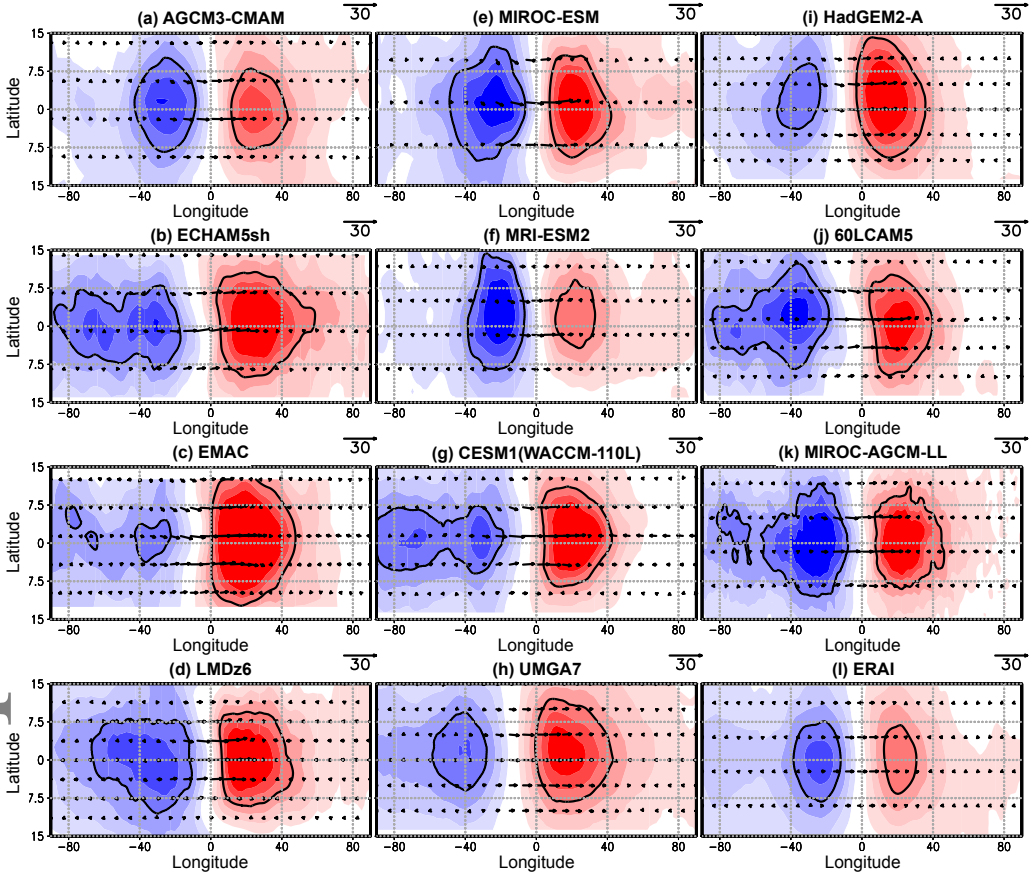 30 30 30
(a) AGCM3-CMAM (e) MIROC-ESM (i) HadGEM2-A
15
7.5
0
7.5
15
Latitude
−80 −40 0 40 80 −80 −40 0 40 80 −80 −40 0 40 80
Longitude Longitude Longitude
30 30 30
(b) ECHAM5sh (f) MRI-ESM2 (j) 60LCAM5
15
7.5
0
7.5
15
Latitude
−80 −40 0 40 80 −80 −40 0 40 80 −80 −40 0 40 80
Longitude Longitude Longitude
30 30 30
(c) EMAC (g) CESM1(WACCM-110L) (k) MIROC-AGCM-LL
15
7.5
0
7.5
15
Latitude
−80 −40 0 40 80 −80 −40 0 40 80 −80 −40 0 40 80
Longitude Longitude Longitude
30 30 30
(d) LMDz6 (h) UMGA7 (l) ERAI
15
7.5
0
7.5
15
Latitude
−80 −40 0 40 80 −80 −40 0 40 80 −80 −40 0 40 80
Longitude Longitude Longitude